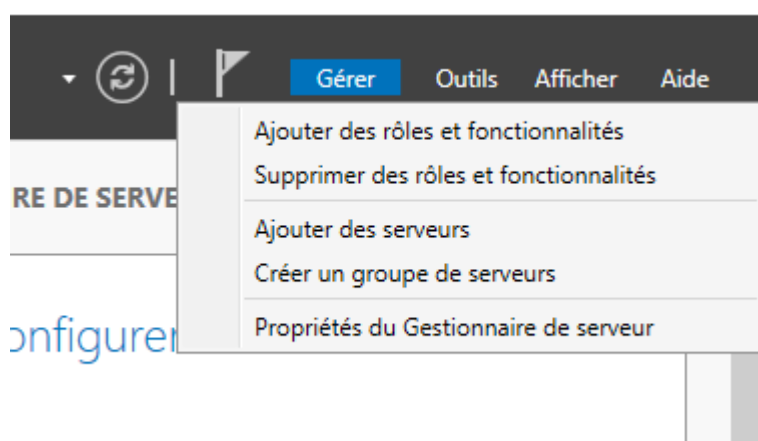 Gérer Outils Afficher Aide
Ajouter des rôles et fonctionnalités
Supprimer des rôles et fonctionnalités
RE DE SERVE
Ajouter des serveurs
Créer un groupe de serveurs
Propriétés du Gestionnaire de serveur
onfigurer